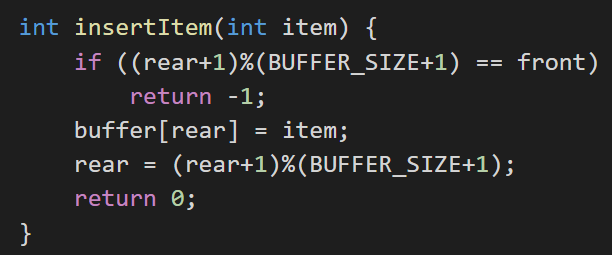 int insertItem(int item) {
    if ((rear+1)%(BUFFER_SIZE+1) == front)
        return -1;
    buffer[rear] = item;
    rear = (rear+1)%(BUFFER_SIZE+1);
    return 0;
}